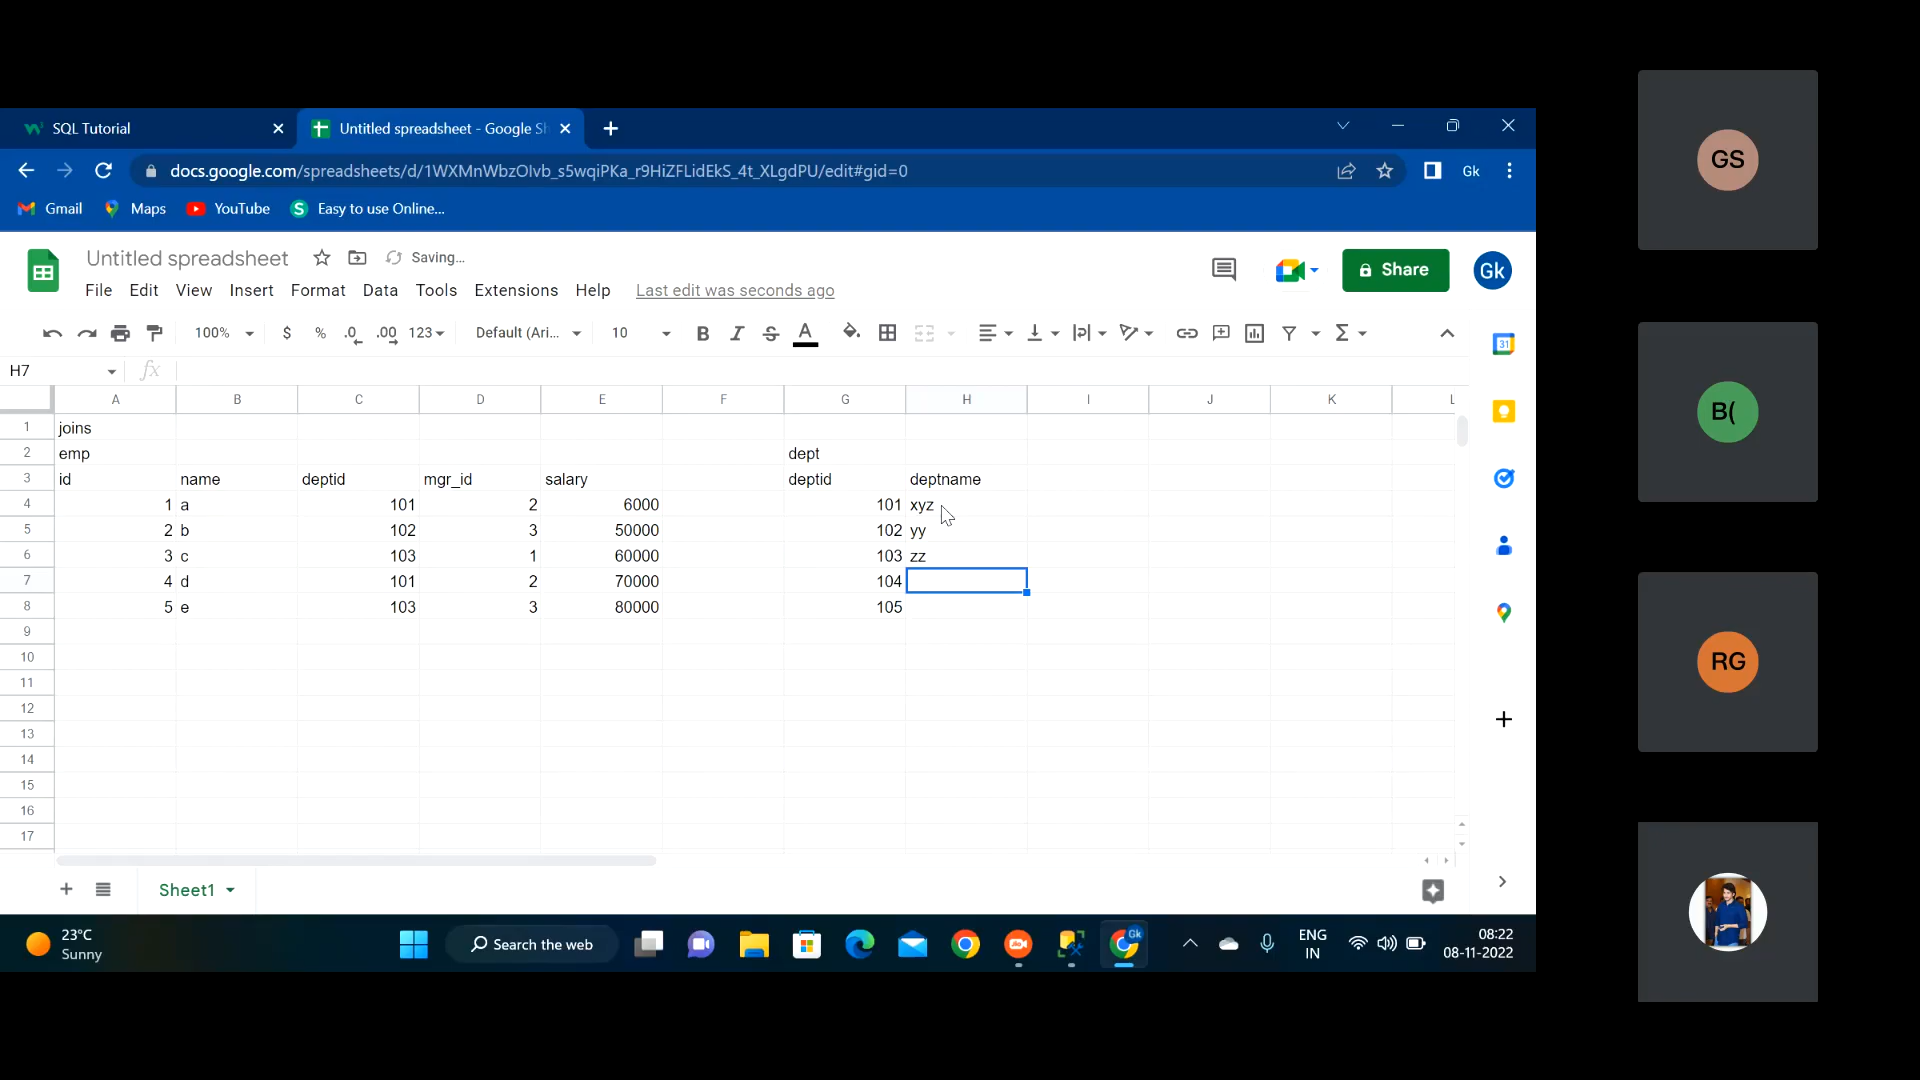 SQL Tutorial
Untitled spreadsheet - Google Sh
docs.google.com/spreadsheets/d/1WXMnWbzOIvb_s5wqiPKa_r9HiZFLidEkS_4t_XLgdPU/edit#gid=0
Gk
Gmail Maps YouTube Easy to use Online...
Untitled spreadsheet Saving...
Share Gk
File Edit View Insert Format Data Tools Extensions Help Last edit was seconds ago
100% $ % .0 .00 123 Default (Ari... 10 B I S A
31
H7 fx
A B C D E F G H I J K L
1 joins
2 emp dept
3 id name deptid mgr_id salary deptid deptname
4 1 a 101 2 6000 101 xyz
5 2 b 102 3 50000 102 yy
6 3 c 103 1 60000 103 zz
7 4 d 101 2 70000 104
8 5 e 103 3 80000 105
9
10
11
12
13
14
15
16
17
Sheet1
23°C
Sunny
Search the web
Jio
Gk
ENG
IN
08:22
08-11-2022
GS
B(
RG